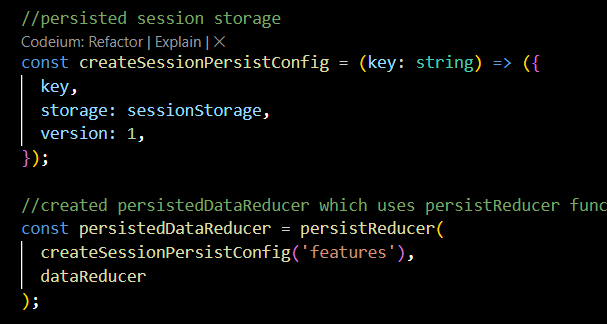 //persisted session storage
Codeium: Refactor | Explain | ×
const createSessionPersistConfig = (key: string) => ({
key,
storage: sessionStorage,
version: 1,
});
//created persistedDataReducer which uses persistReducer func
const persistedDataReducer = persistReducer(
createSessionPersistConfig('features'),
dataReducer
);